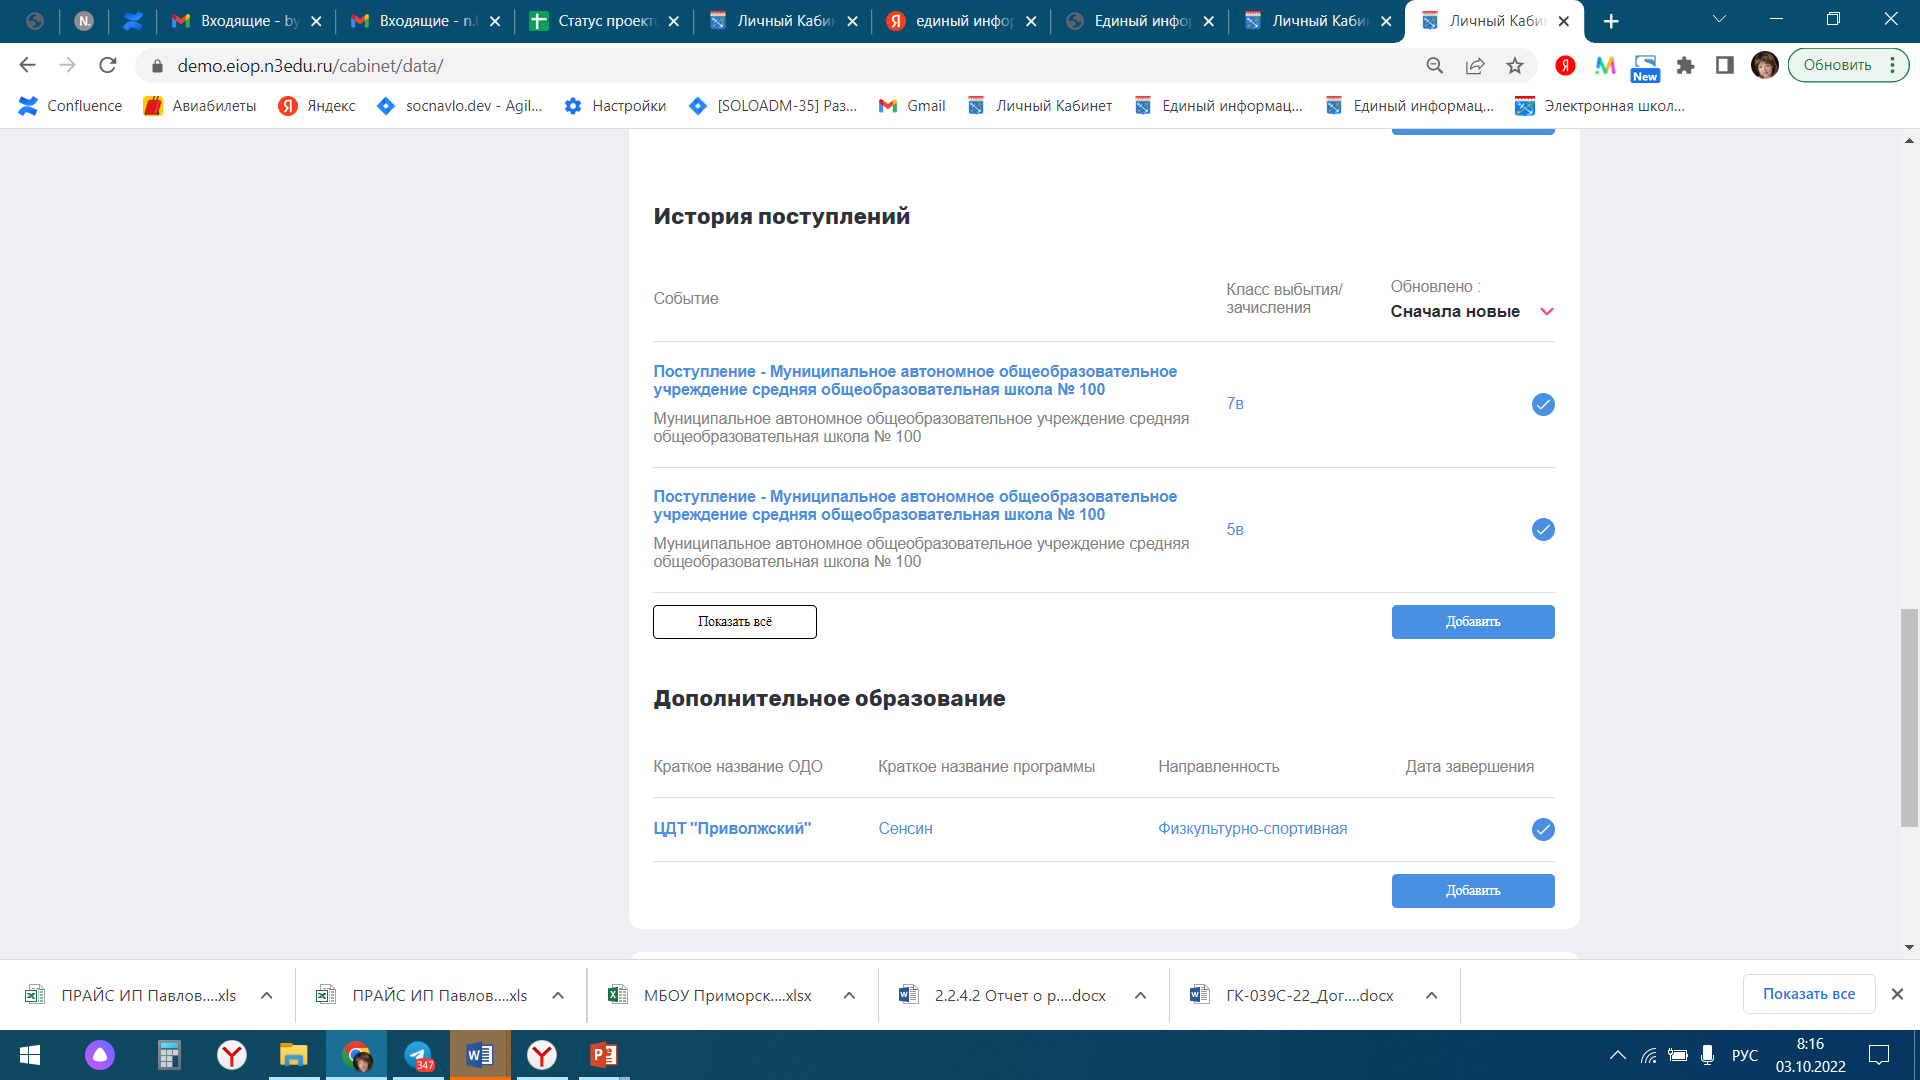 Входящие - by
Входящие - n.l
Статус проекто
Личный Каби
единый инфор
Единый инфор
Личный Каби
Личный Каби
demo.eiop.n3edu.ru/cabinet/data/
New
Обновить
Confluence
Авиабилеты
Яндекс
socnavlo.dev - Agil...
Настройки
[SOLOADM-35] Раз...
Gmail
Личный Кабинет
Единый информац...
Единый информац...
Электронная школ...
История поступлений
Событие
Класс выбытия/
зачисления
Обновлено :
Сначала новые
Поступление - Муниципальное автономное общеобразовательное
учреждение средняя общеобразовательная школа № 100
Муниципальное автономное общеобразовательное учреждение средняя
общеобразовательная школа № 100
7в
Поступление - Муниципальное автономное общеобразовательное
учреждение средняя общеобразовательная школа № 100
Муниципальное автономное общеобразовательное учреждение средняя
общеобразовательная школа № 100
5в
Показать всё
Добавить
Дополнительное образование
Краткое название ОДО
Краткое название программы
Направленность
Дата завершения
ЦДТ "Приволжский"
Сенсин
Физкультурно-спортивная
Добавить
ПРАЙС ИП Павлов....xls
ПРАЙС ИП Павлов....xls
МБОУ Приморск....xlsx
2.2.4.2 Отчет о р....docx
ГК-039С-22_Дог....docx
Показать все
347
РУС
8:16
03.10.2022